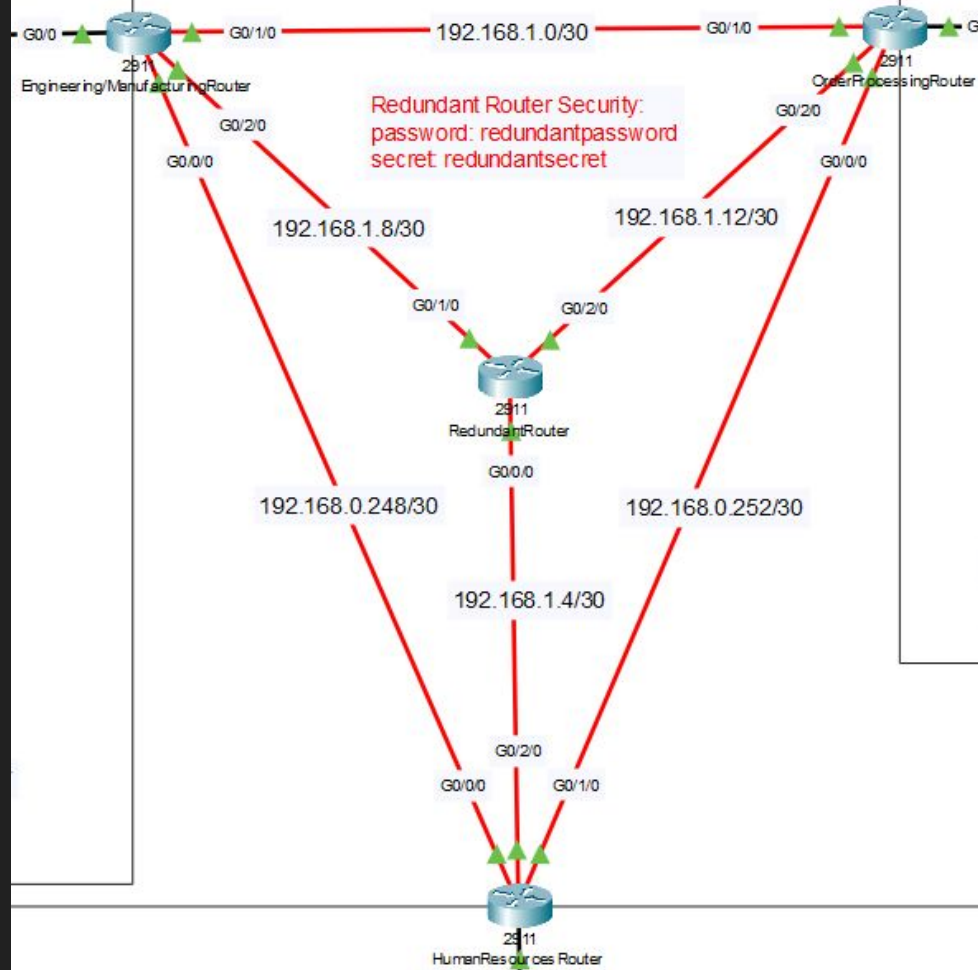 G0/0
G0/1/0
192.168.1.0/30
G0/1/0
G
2911
Engineering/ManufacturingRouter
2911
OrderProcessingRouter
Redundant Router Security:
password: redundantpassword
secret: redundantsecret
G0/2/0
G0/0/0
G0/2/0
G0/0/0
192.168.1.8/30
192.168.1.12/30
G0/1/0
G0/2/0
2911
RedundantRouter
G0/0/0
192.168.0.248/30
192.168.0.252/30
192.168.1.4/30
G0/2/0
G0/0/0
G0/1/0
2911
HumanResources Router